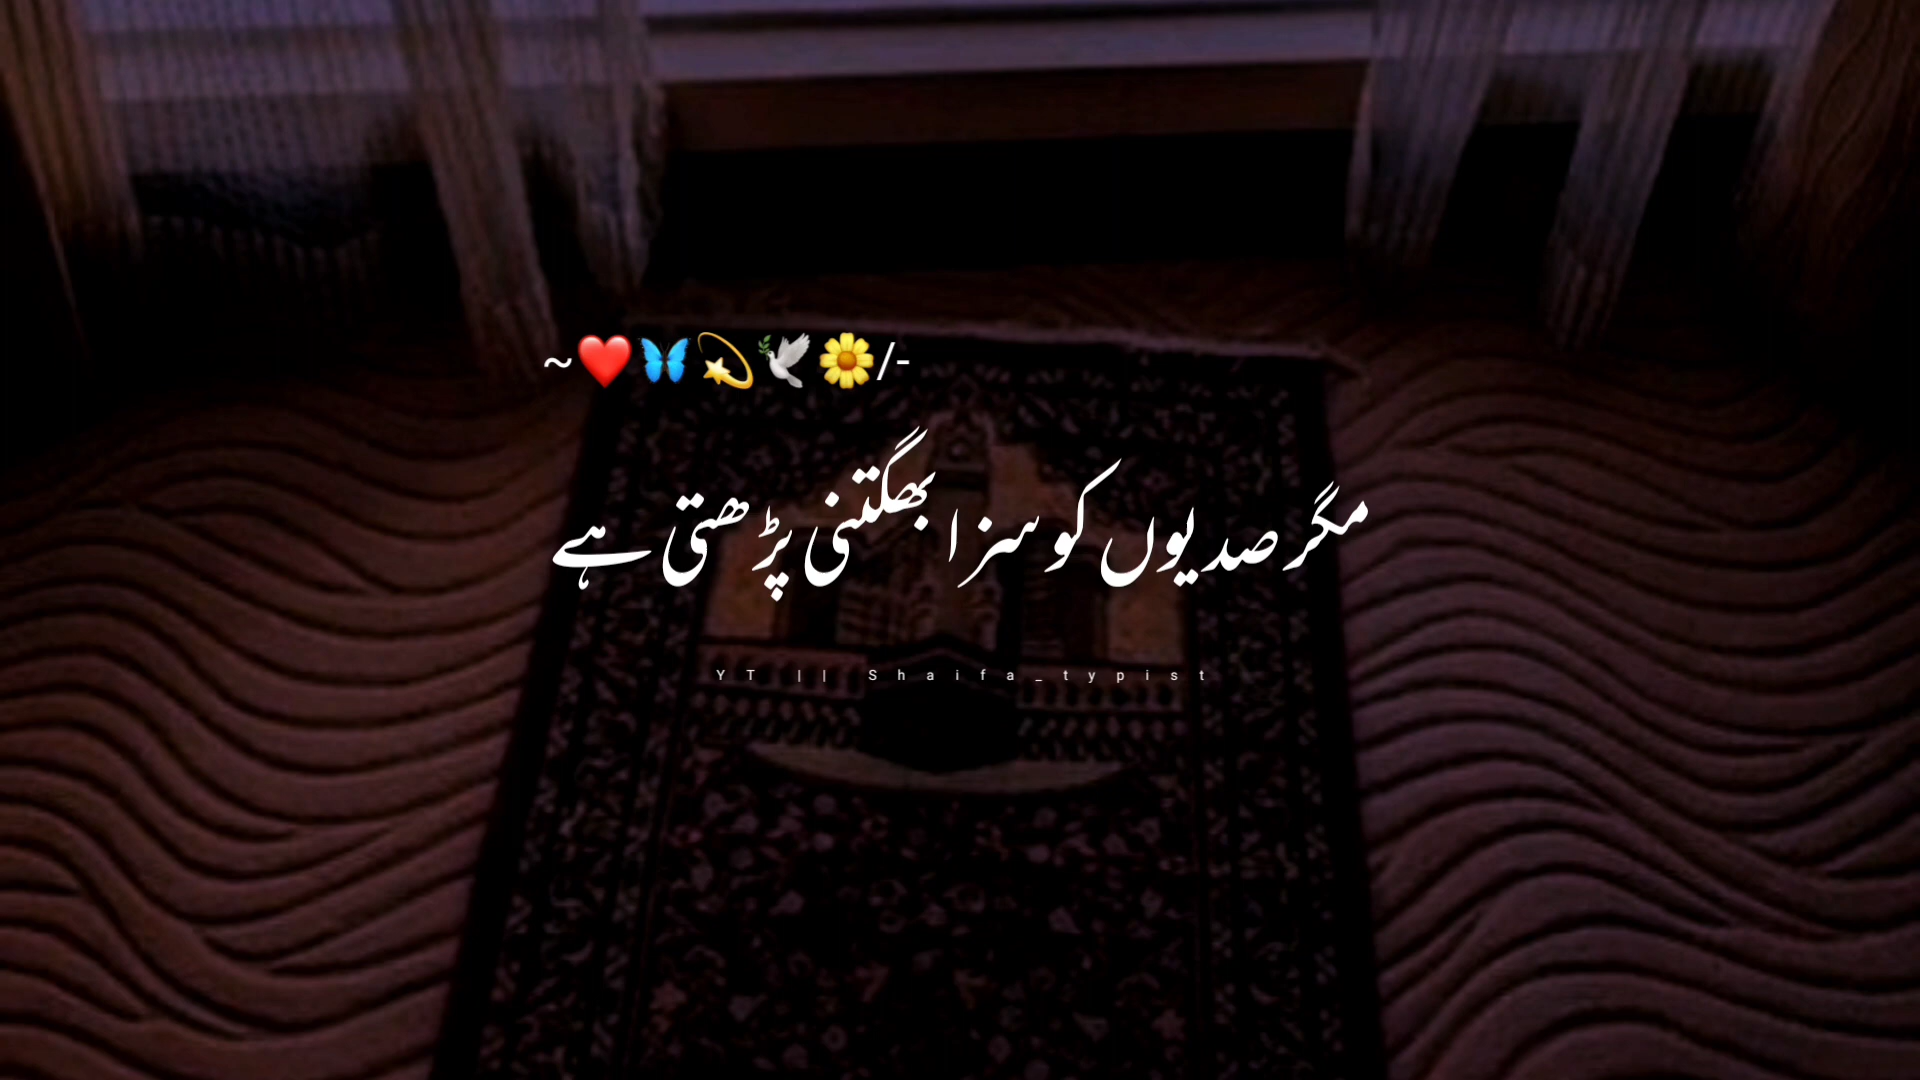 ~❤️🦋💫🕊️🌼/-
مگر صدیوں کو سزا بھگتنی پڑھتی ہے
YT || Shaifa_typist